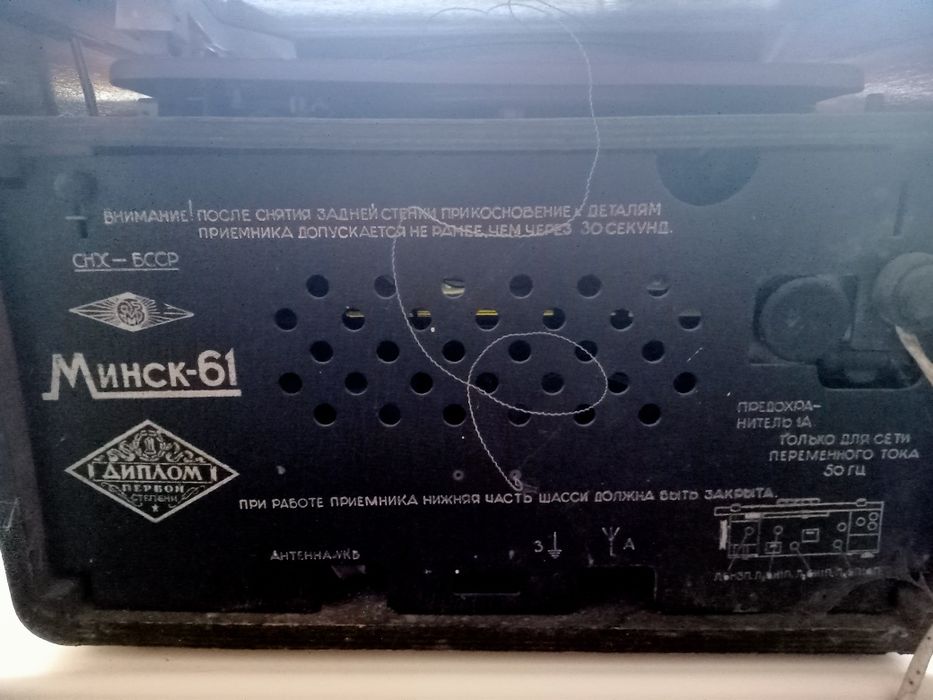 ВНИМАНИЕ! ПОСЛЕ СНЯТИЯ ЗАДНЕЙ СТЕНКИ ПРИКОСНОВЕНИЕ К ДЕТАЛЯМ
ПРИЕМНИКА ДОПУСКАЕТСЯ НЕ РАНЕЕ, ЧЕМ ЧЕРЕЗ 30 СЕКУНД.
СНХ — БССР
МИНСК-61
ДИПЛОМ
ПЕРВОЙ
СТЕПЕНИ
ПРЕДОХРА-
НИТЕЛЬ 1А
ТОЛЬКО ДЛЯ СЕТИ
ПЕРЕМЕННОГО ТОКА
50 ГЦ
ПРИ РАБОТЕ ПРИЕМНИКА НИЖНЯЯ ЧАСТЬ ШАССИ ДОЛЖНА БЫТЬ ЗАКРЫТА.
АНТЕННА-УКВ
З
А